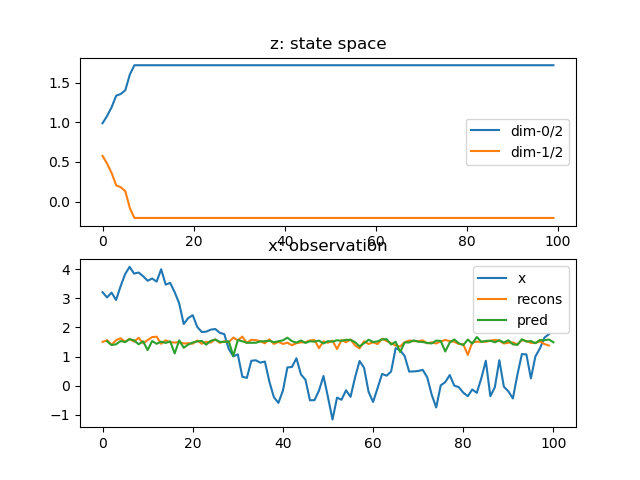 z: state space
1.5
1.0
0.5
0.0
dim-0/2
dim-1/2
0 20 40 60 80 100
x: observation
4
3
2
1
0
−1
x
recons
pred
0 20 40 60 80 100